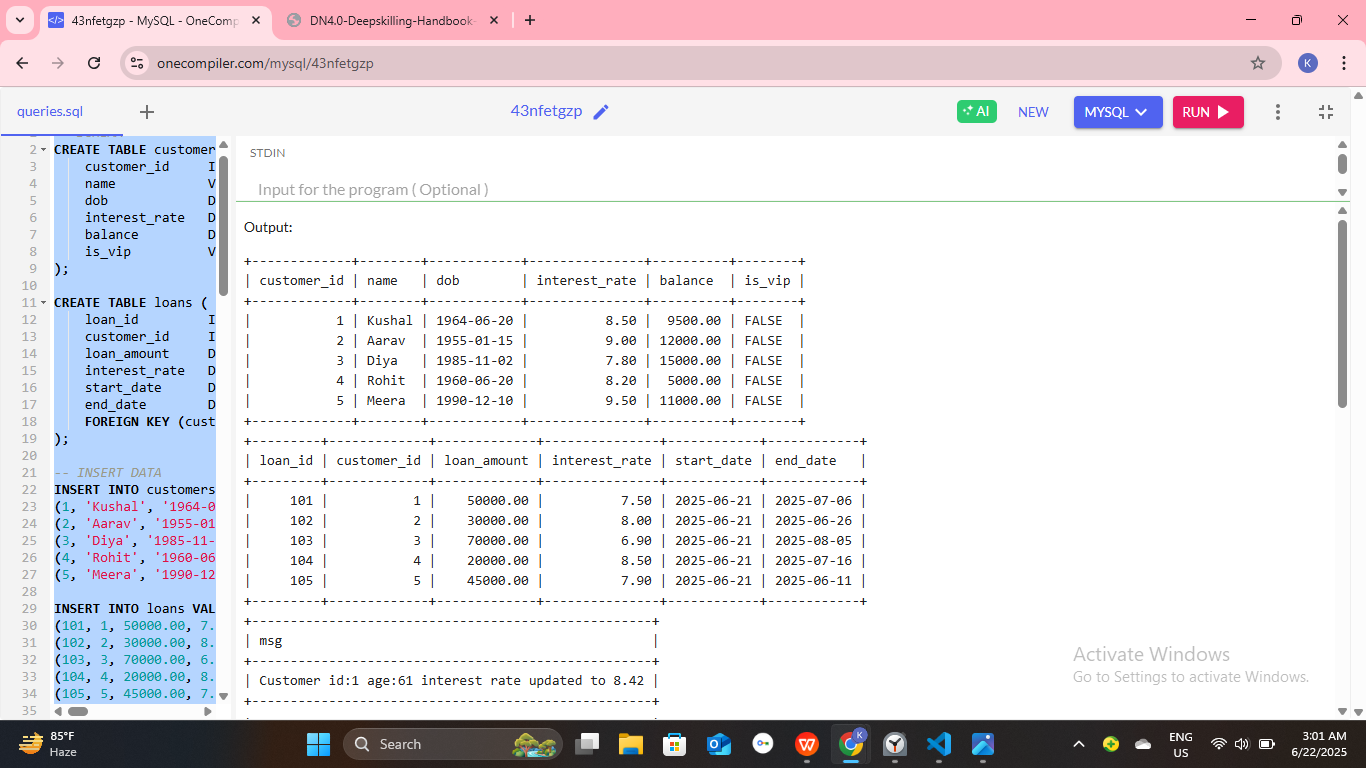 43nfetgzp - MySQL - OneComp
DN4.0-Deepskilling-Handbook-
onecompiler.com/mysql/43nfetgzp
K
queries.sql
43nfetgzp
AI
NEW
MYSQL
RUN
2 CREATE TABLE customer
3 customer_id I
4 name V
5 dob D
6 interest_rate D
7 balance D
8 is_vip V
9 );
10
11 CREATE TABLE loans (
12 loan_id I
13 customer_id I
14 loan_amount D
15 interest_rate D
16 start_date D
17 end_date D
18 FOREIGN KEY (cust
19 );
20
21 -- INSERT DATA
22 INSERT INTO customers
23 (1, 'Kushal', '1964-0
24 (2, 'Aarav', '1955-01
25 (3, 'Diya', '1985-11-
26 (4, 'Rohit', '1960-06
27 (5, 'Meera', '1990-12
28
29 INSERT INTO loans VAL
30 (101, 1, 50000.00, 7.
31 (102, 2, 30000.00, 8.
32 (103, 3, 70000.00, 6.
33 (104, 4, 20000.00, 8.
34 (105, 5, 45000.00, 7.
35
STDIN
Input for the program ( Optional )
Output:
+-------------+--------+------------+---------------+----------+--------+
| customer_id | name | dob | interest_rate | balance | is_vip |
+-------------+--------+------------+---------------+----------+--------+
| 1 | Kushal | 1964-06-20 | 8.50 | 9500.00 | FALSE |
| 2 | Aarav | 1955-01-15 | 9.00 | 12000.00 | FALSE |
| 3 | Diya | 1985-11-02 | 7.80 | 15000.00 | FALSE |
| 4 | Rohit | 1960-06-20 | 8.20 | 5000.00 | FALSE |
| 5 | Meera | 1990-12-10 | 9.50 | 11000.00 | FALSE |
+-------------+--------+------------+---------------+----------+--------+
+---------+-------------+-------------+---------------+------------+------------+
| loan_id | customer_id | loan_amount | interest_rate | start_date | end_date |
+---------+-------------+-------------+---------------+------------+------------+
| 101 | 1 | 50000.00 | 7.50 | 2025-06-21 | 2025-07-06 |
| 102 | 2 | 30000.00 | 8.00 | 2025-06-21 | 2025-06-26 |
| 103 | 3 | 70000.00 | 6.90 | 2025-06-21 | 2025-08-05 |
| 104 | 4 | 20000.00 | 8.50 | 2025-06-21 | 2025-07-16 |
| 105 | 5 | 45000.00 | 7.90 | 2025-06-21 | 2025-06-11 |
+---------+-------------+-------------+---------------+------------+------------+
+----------------------------------------------------+
| msg |
+----------------------------------------------------+
| Customer id:1 age:61 interest rate updated to 8.42 |
+----------------------------------------------------+
Activate Windows
Go to Settings to activate Windows.
85°F
Haze
Search
K
ENG
US
3:01 AM
6/22/2025